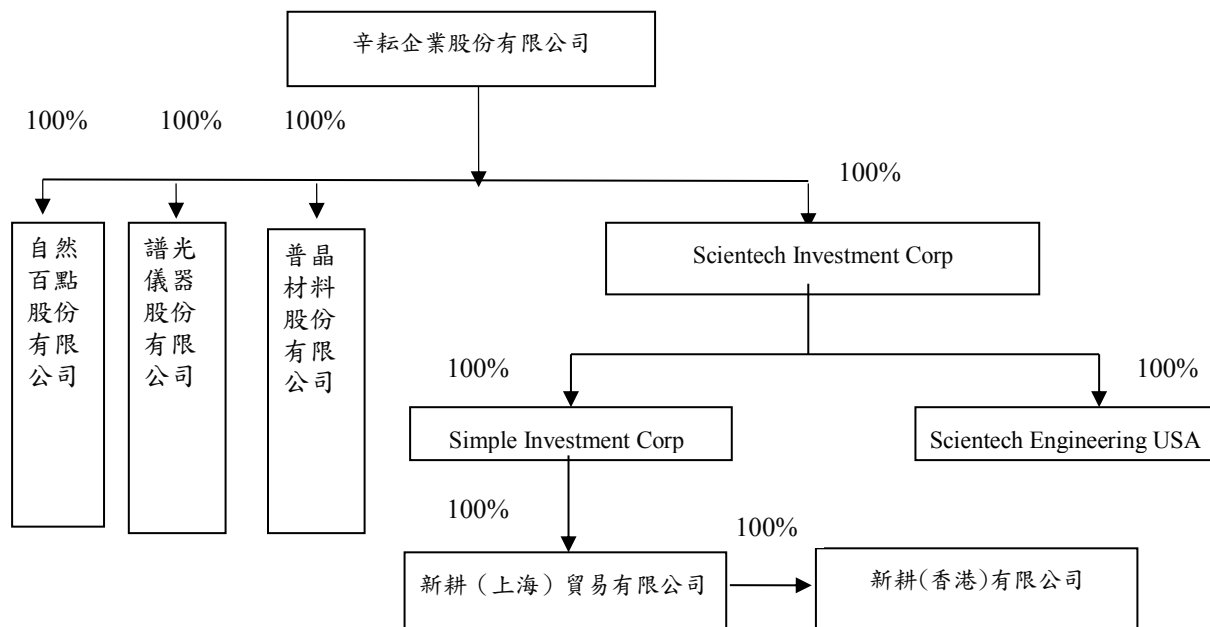 辛耘企業股份有限公司
100%
100%
100%
100%
自然
百點
股份
有限
公司
譜光
儀器
股份
有限
公司
普晶
材料
股份
有限
公司
Scientech Investment Corp
100%
100%
Simple Investment Corp
Scientech Engineering USA
100%
100%
新耕（上海）貿易有限公司
新耕(香港)有限公司